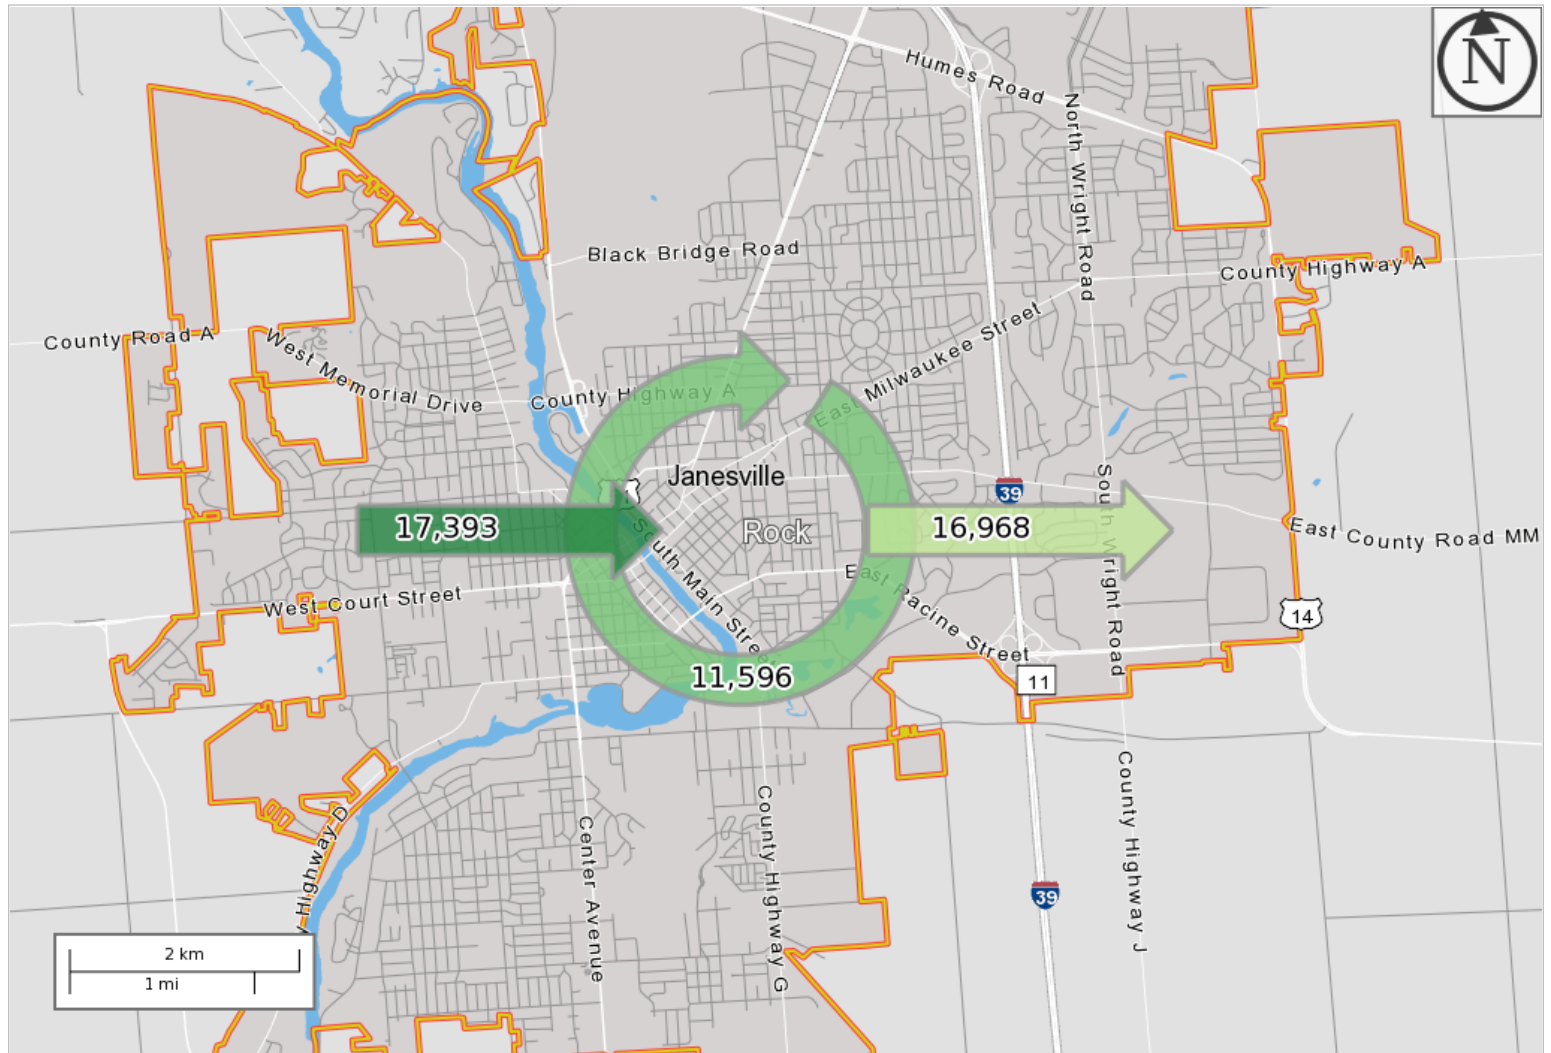 N
Humes Road
North Wright Road
Black Bridge Road
County Highway A
County Road A
West Memorial Drive
County Highway A
East Milwaukee Street
Janesville
39
South Wright Road
17,393
Rock
16,968
East County Road MM
South Main Street
East Racine Street
West Court Street
14
11,596
11
County Highway J
County Highway G
Center Avenue
Highway D
39
2 km
1 mi